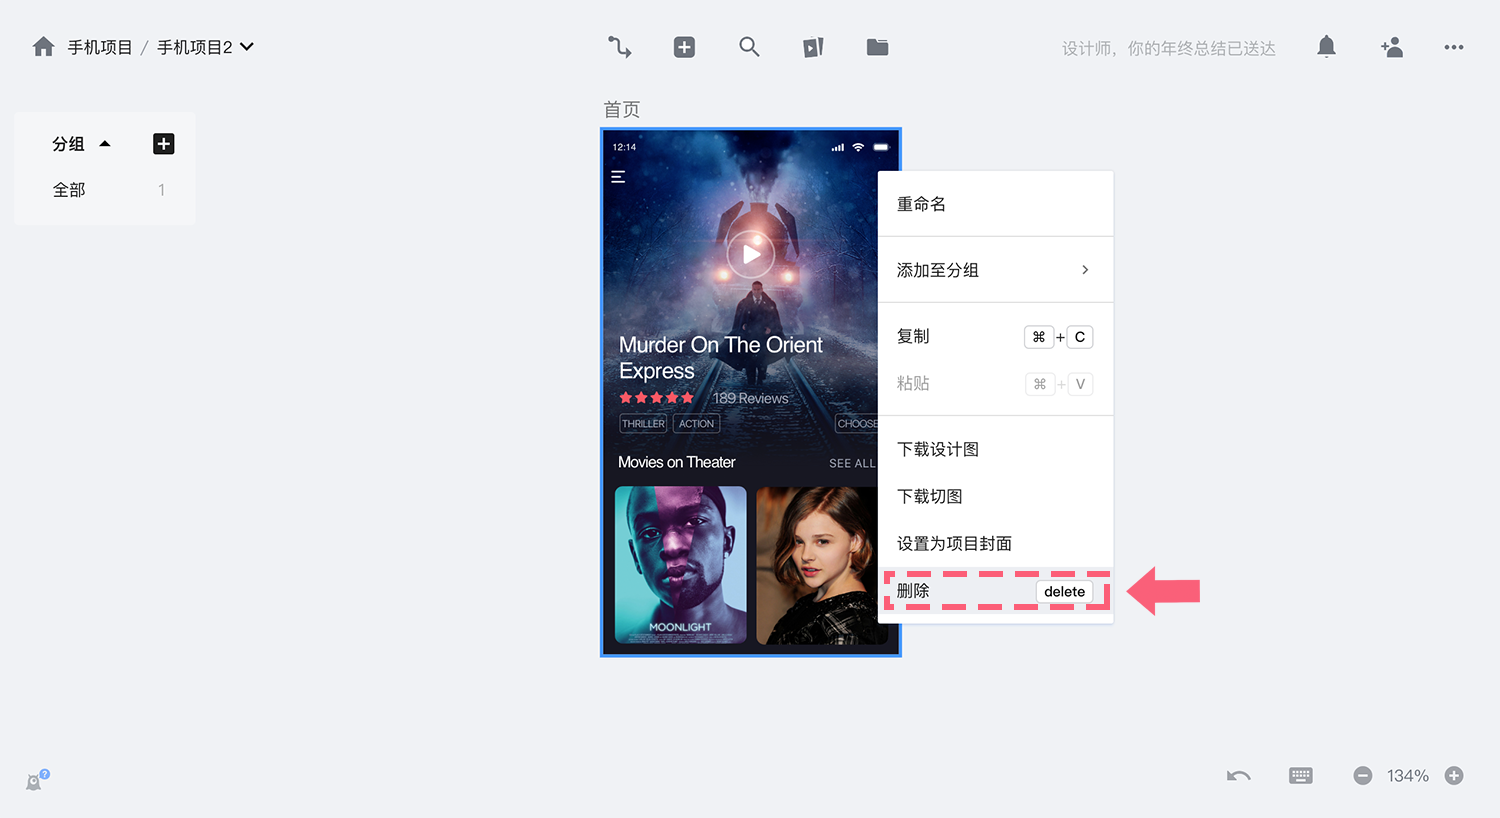 手机项目 / 手机项目2
设计师，你的年终总结已送达
分组
全部 1
首页
12:14
Murder On The Orient
Express
189 Reviews
THRILLER ACTION CHOOSE
Movies on Theater SEE ALL
MOONLIGHT
重命名
添加至分组
复制 ⌘ + C
粘贴 ⌘ + V
下载设计图
下载切图
设置为项目封面
删除 delete
?
134%